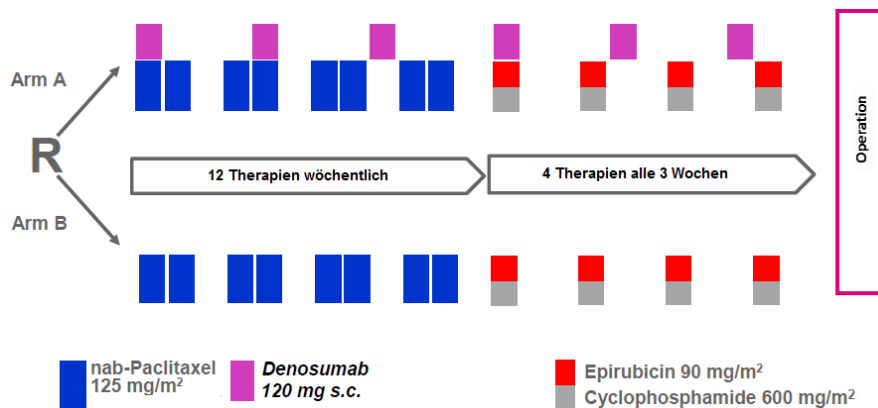 Arm A
R
Arm B
12 Therapien wöchentlich
4 Therapien alle 3 Wochen
Operation
nab-Paclitaxel
125 mg/m²
Denosumab
120 mg s.c.
Epirubicin 90 mg/m²
Cyclophosphamide 600 mg/m²